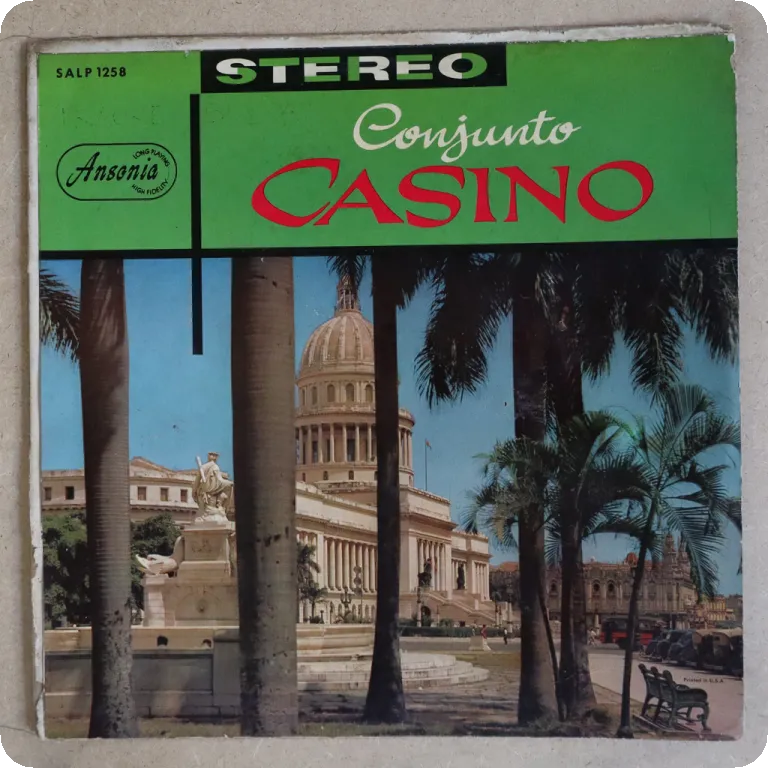 SALP 1258
STEREO
Conjunto
CASINO
Ansonia
LONG PLAYING
HIGH FIDELITY
Printed in U.S.A.